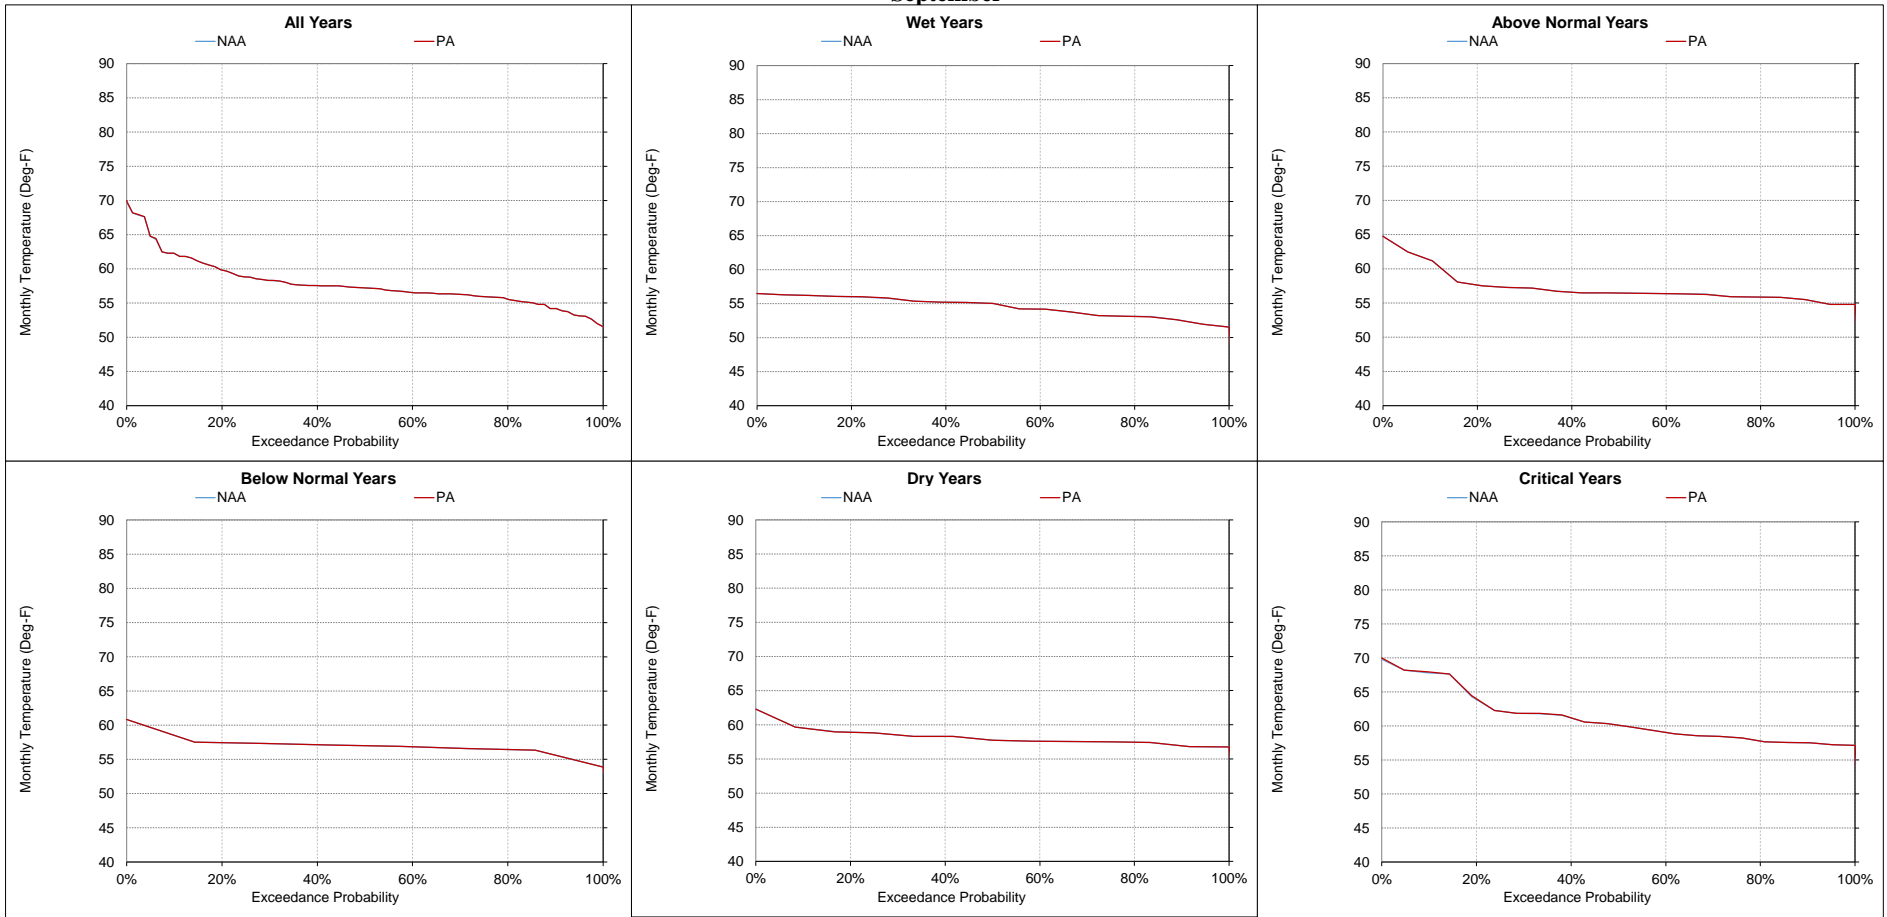 September
All Years
NAA PA
90
85
80
75
70
65
60
55
50
45
40
Monthly Temperature (Deg-F)
0% 20% 40% 60% 80% 100%
Exceedance Probability
Wet Years
NAA PA
90
85
80
75
70
65
60
55
50
45
40
Monthly Temperature (Deg-F)
0% 20% 40% 60% 80% 100%
Exceedance Probability
Above Normal Years
NAA PA
90
85
80
75
70
65
60
55
50
45
40
Monthly Temperature (Deg-F)
0% 20% 40% 60% 80% 100%
Exceedance Probability
Below Normal Years
NAA PA
90
85
80
75
70
65
60
55
50
45
40
Monthly Temperature (Deg-F)
0% 20% 40% 60% 80% 100%
Exceedance Probability
Dry Years
NAA PA
90
85
80
75
70
65
60
55
50
45
40
Monthly Temperature (Deg-F)
0% 20% 40% 60% 80% 100%
Exceedance Probability
Critical Years
NAA PA
90
85
80
75
70
65
60
55
50
45
40
Monthly Temperature (Deg-F)
0% 20% 40% 60% 80% 100%
Exceedance Probability